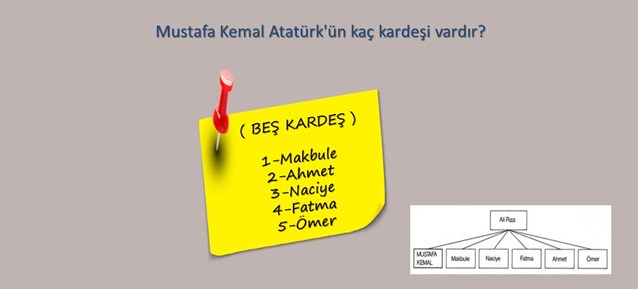 Mustafa Kemal Atatürk'ün kaç kardeşi vardır?
( BEŞ KARDEŞ )
1-Makbule
2-Ahmet
3-Naciye
4-Fatma
5-Ömer
Ali Rıza
MUSTAFA
KEMAL
Makbule
Naciye
Fatma
Ahmet
Ömer